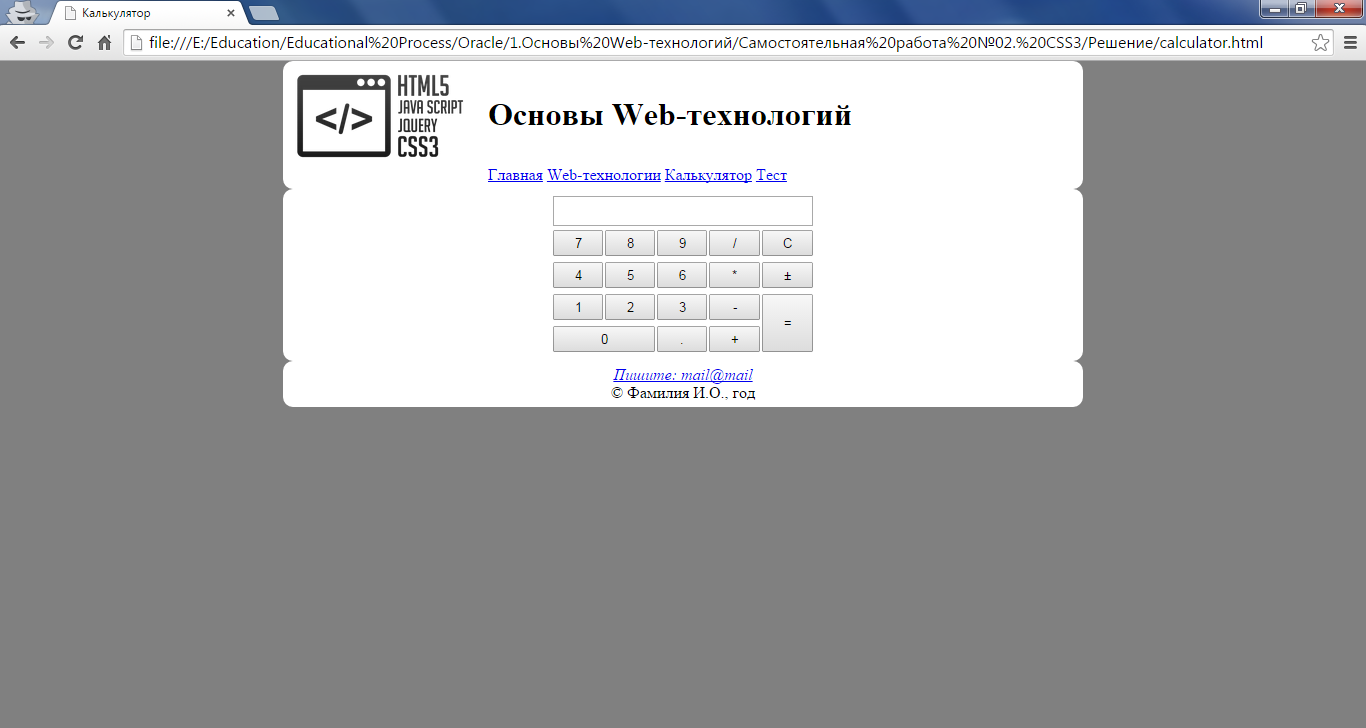 Калькулятор
file:///E:/Education/Educational%20Process/Oracle/1.Основы%20Web-технологий/Самостоятельная%20работа%20№02.%20CSS3/Решение/calculator.html
</>
HTML5
JAVA SCRIPT
JQUERY
CSS3
Основы Web-технологий
Главная Web-технологии Калькулятор Тест
7 8 9 / C
4 5 6 * ±
1 2 3 - =
0 . +
Пишите: mail@mail
© Фамилия И.О., год